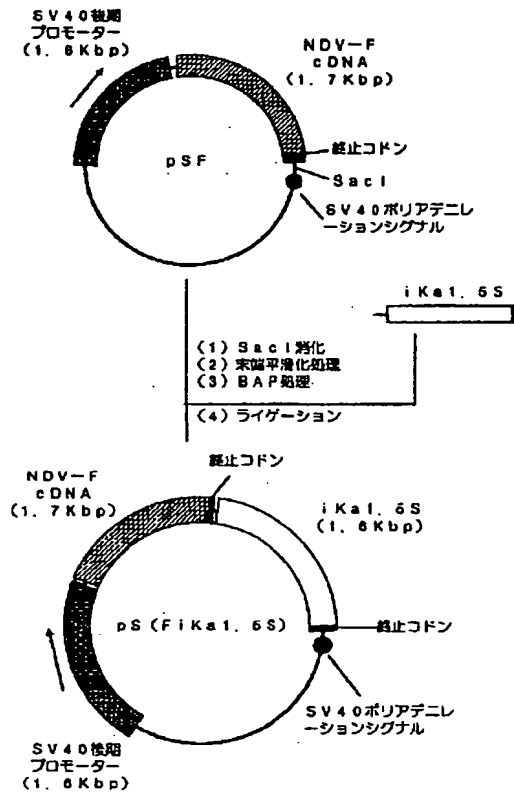 SV40後期
プロモーター
(1.6Kbp)
NDV-F
cDNA
(1.7Kbp)
pSF
終止コドン
SacI
SV40ポリアデニレ
ーションシグナル
iKa1.5S
(1) SacI消化
(2) 末端平滑化処理
(3) BAP処理
(4) ライゲーション
終止コドン
NDV-F
cDNA
(1.7Kbp)
iKa1.5S
(1.6Kbp)
pS(FiKa1.5S)
終止コドン
SV40ポリアデニレ
ーションシグナル
SV40後期
プロモーター
(1.6Kbp)